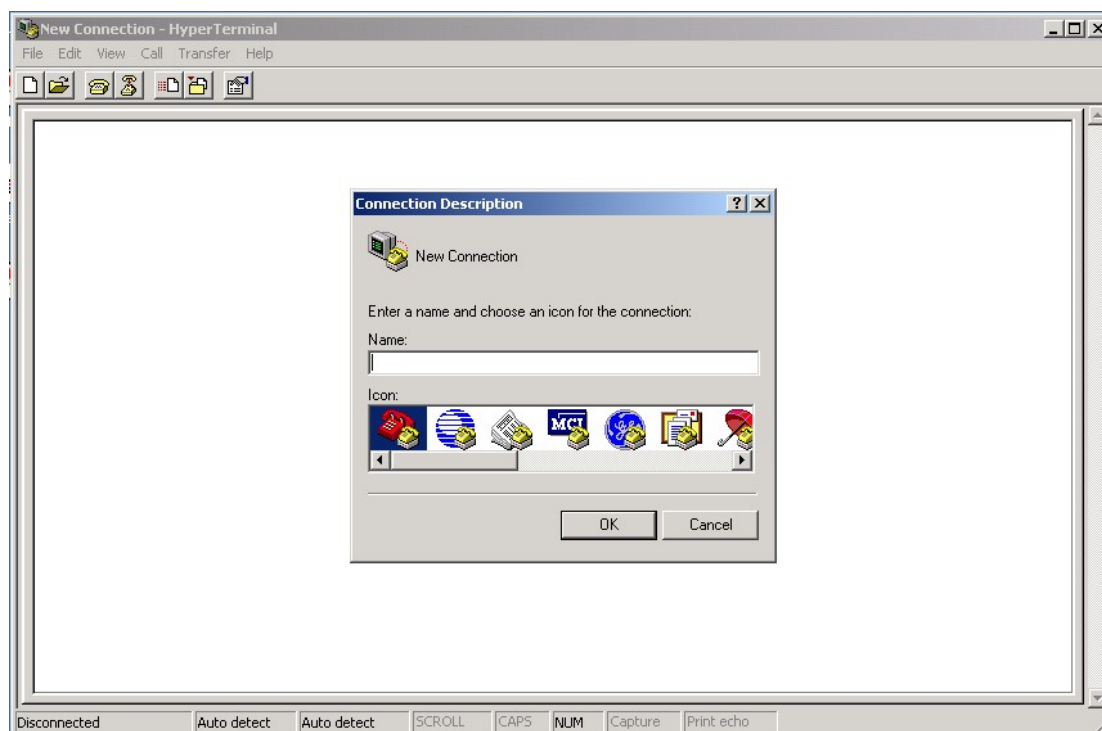 New Connection - HyperTerminal
File Edit View Call Transfer Help
Connection Description
New Connection
Enter a name and choose an icon for the connection:
Name:
Icon:
MCI
OK Cancel
Disconnected Auto detect Auto detect SCROLL CAPS NUM Capture Print echo